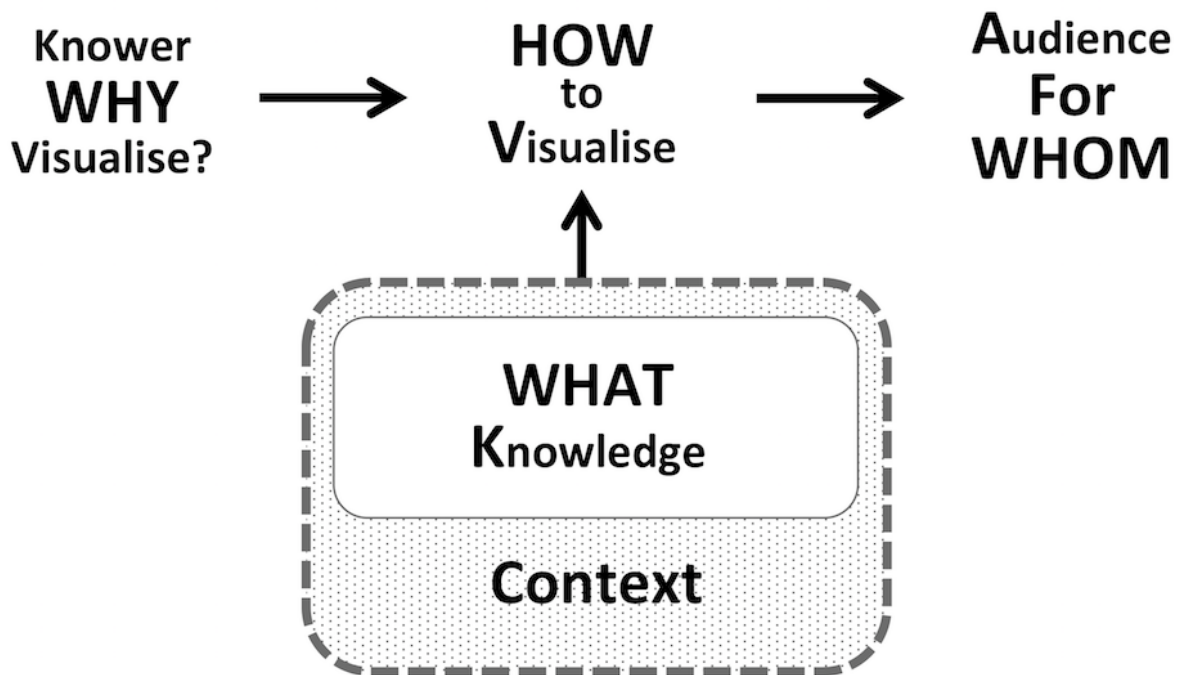 Knower
WHY
Visualise?
HOW
to
Visualise
Audience
For
WHOM
WHAT
Knowledge
Context